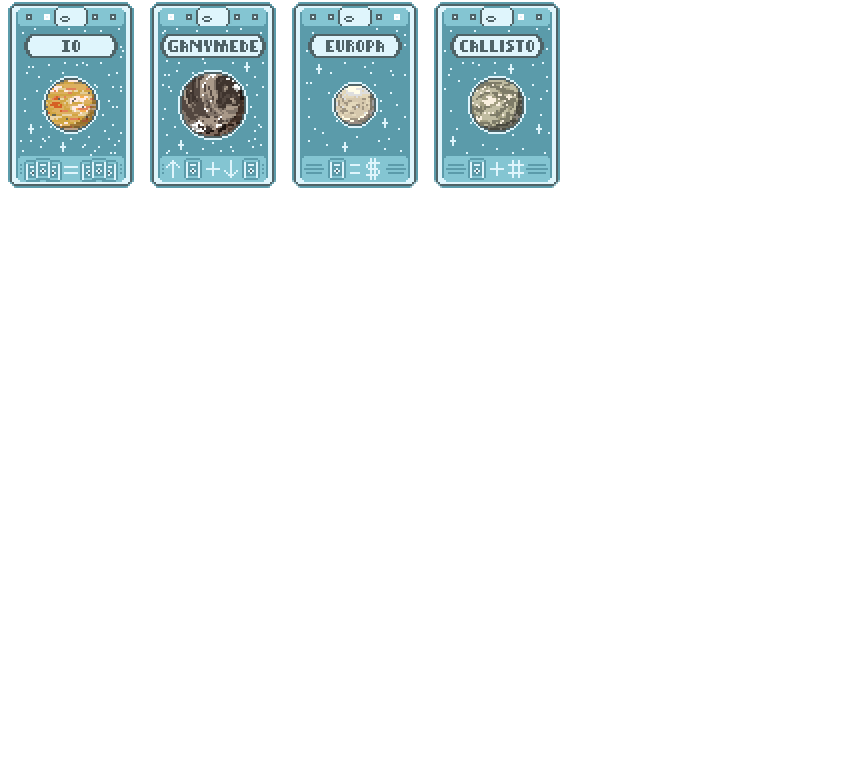 IO
GANYMEDE
EUROPA
CALLISTO
=
↑ + ↓
= $
+ #